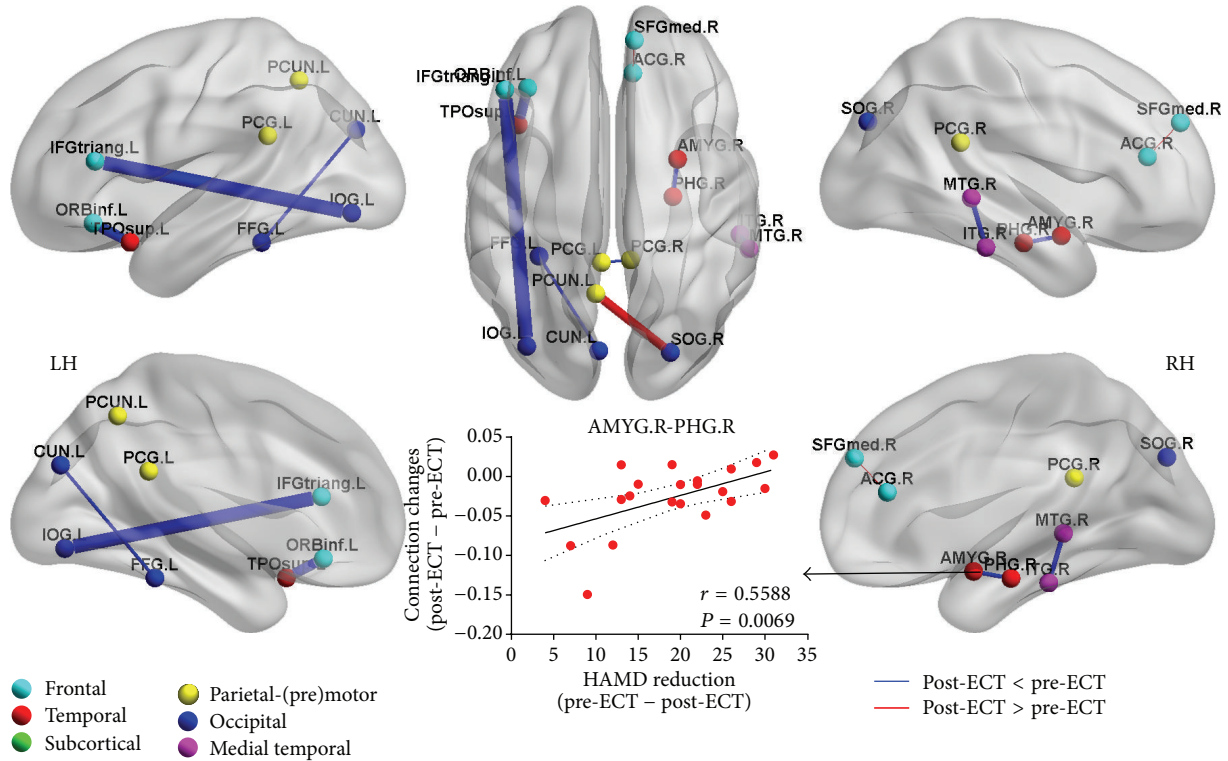 PCUN.L
CUN.L
PCG.L
IFGtriang.L
IOG.L
ORBinf.L
TPOsup.L
FFG.L
SFGmed.R
ACG.R
ORBinf.L
IFGtriang.L
TPOsup
AMYG.R
PHG.R
ITG.R
MTG.R
FFG.L
PCG.L
PCG.R
PCUN.L
IOG.L
CUN.L
SOG.R
SOG.R
SFGmed.R
PCG.R
ACG.R
MTG.R
AMYG.R
PHG.R
ITG.R
LH
RH
PCUN.L
CUN.L
PCG.L
IFGtriang.L
IOG.L
ORBinf.L
TPOsup
FFG.L
AMYG.R-PHG.R
Connection changes
(post-ECT − pre-ECT)
0.05
0.00
−0.05
−0.10
−0.15
−0.20
r = 0.5588
P = 0.0069
0 5 10 15 20 25 30 35
HAMD reduction
(pre-ECT − post-ECT)
SFGmed.R
SOG.R
ACG.R
PCG.R
MTG.R
AMYG.R
PHG.R
ITG.R
Frontal
Temporal
Subcortical
Parietal-(pre)motor
Occipital
Medial temporal
Post-ECT < pre-ECT
Post-ECT > pre-ECT